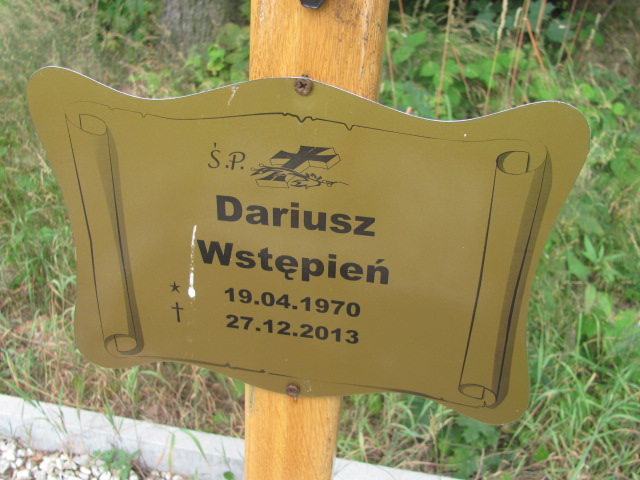 Ś.P.
Dariusz
Wstępień
* 19.04.1970
† 27.12.2013